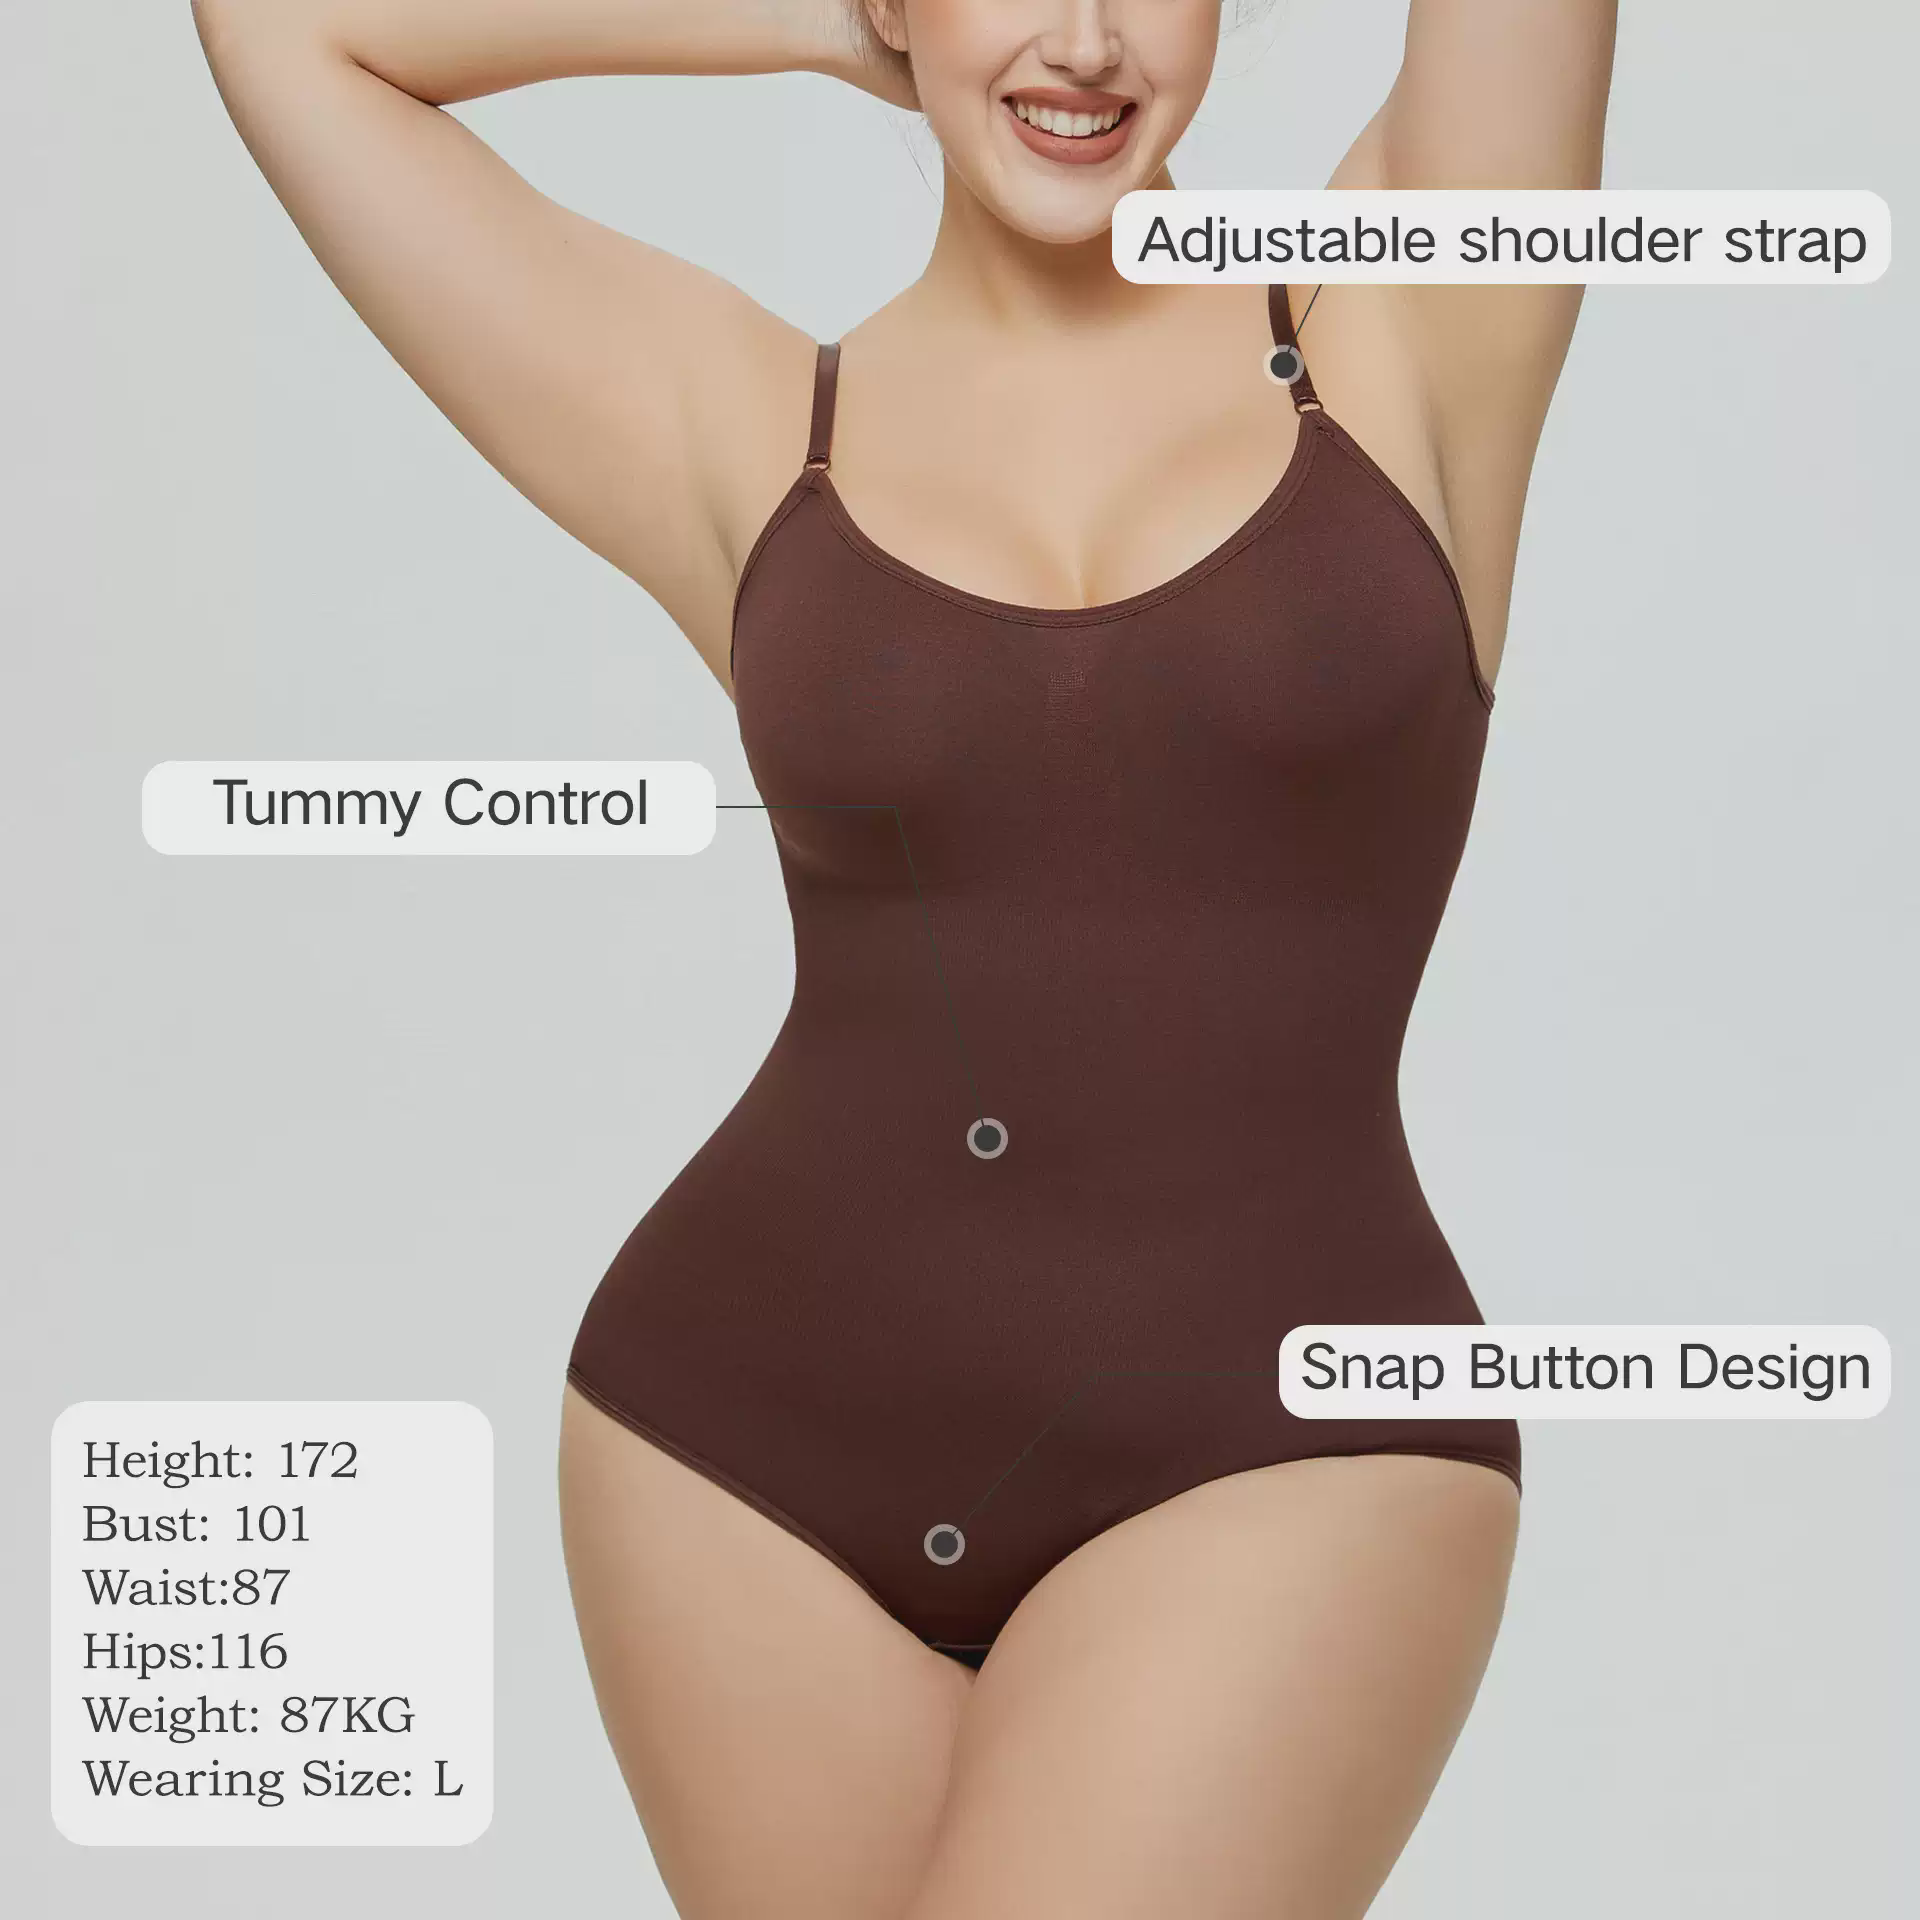 Adjustable shoulder strap
Tummy Control
Snap Button Design
Height: 172
Bust: 101
Waist:87
Hips:116
Weight: 87KG
Wearing Size: L